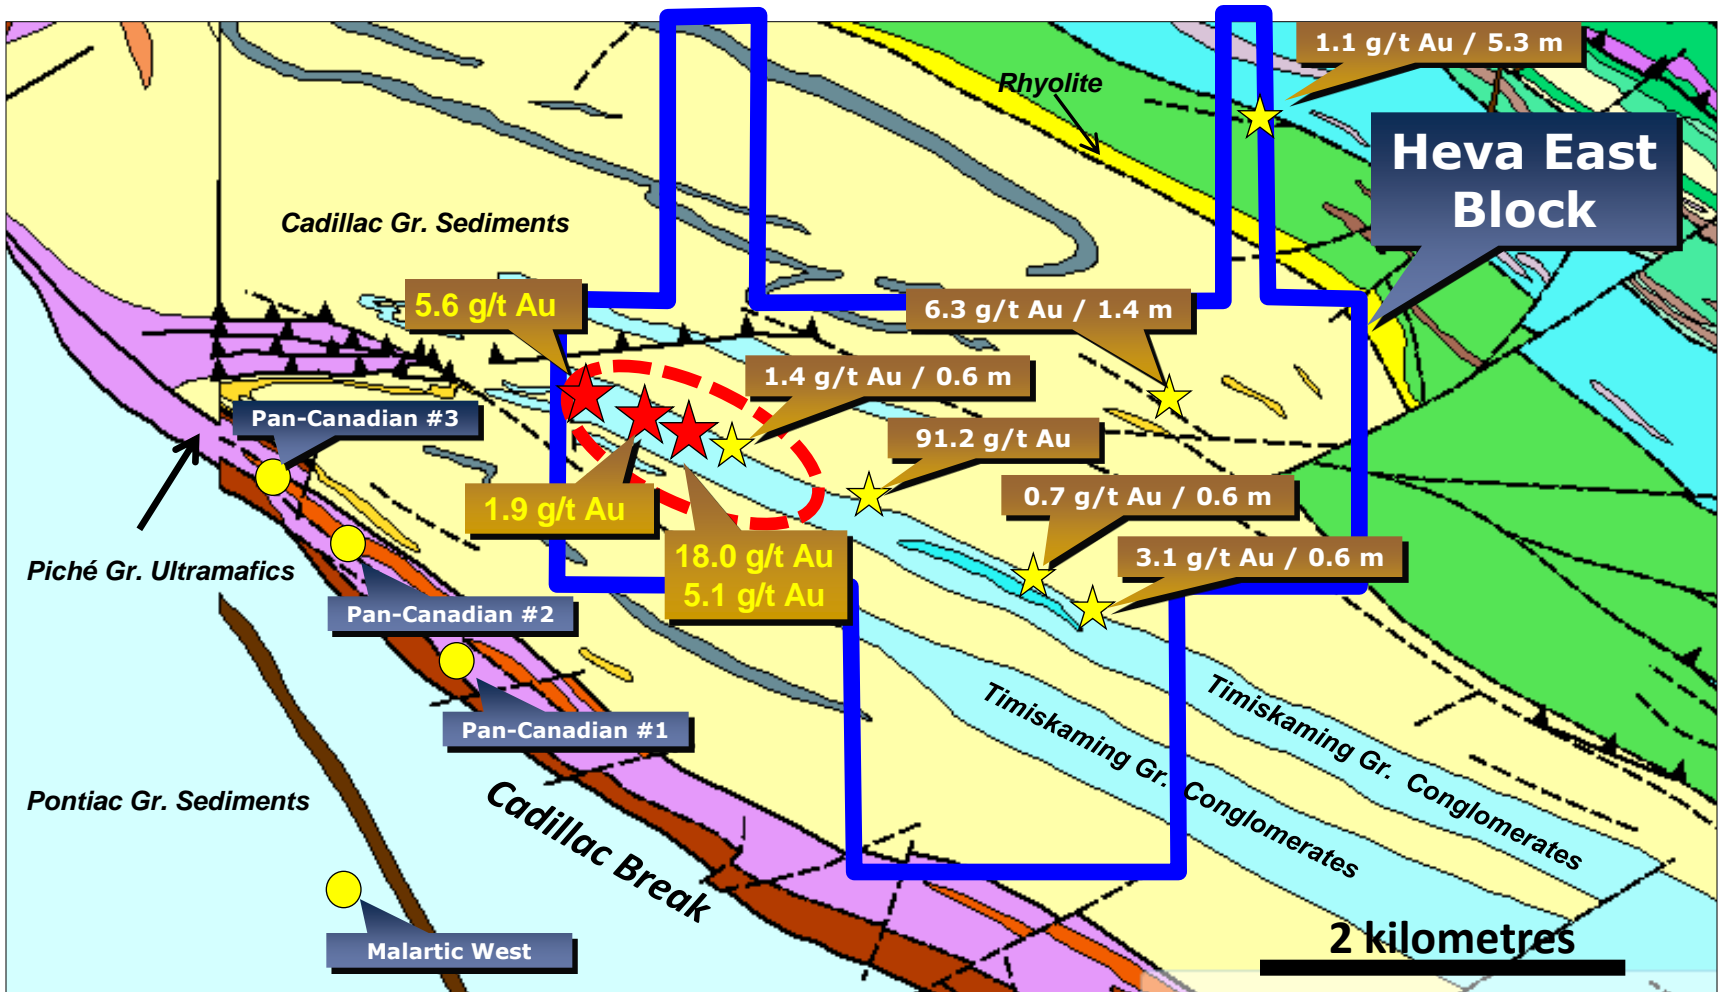 1.1 g/t Au / 5.3 m
Rhyolite
Heva East
Block
Cadillac Gr. Sediments
5.6 g/t Au
6.3 g/t Au / 1.4 m
1.4 g/t Au / 0.6 m
Pan-Canadian #3
91.2 g/t Au
1.9 g/t Au
0.7 g/t Au / 0.6 m
18.0 g/t Au
5.1 g/t Au
3.1 g/t Au / 0.6 m
Piché Gr. Ultramafics
Pan-Canadian #2
Pan-Canadian #1
Timiskaming Gr. Conglomerates
Timiskaming Gr. Conglomerates
Pontiac Gr. Sediments
Cadillac Break
Malartic West
2 kilometres